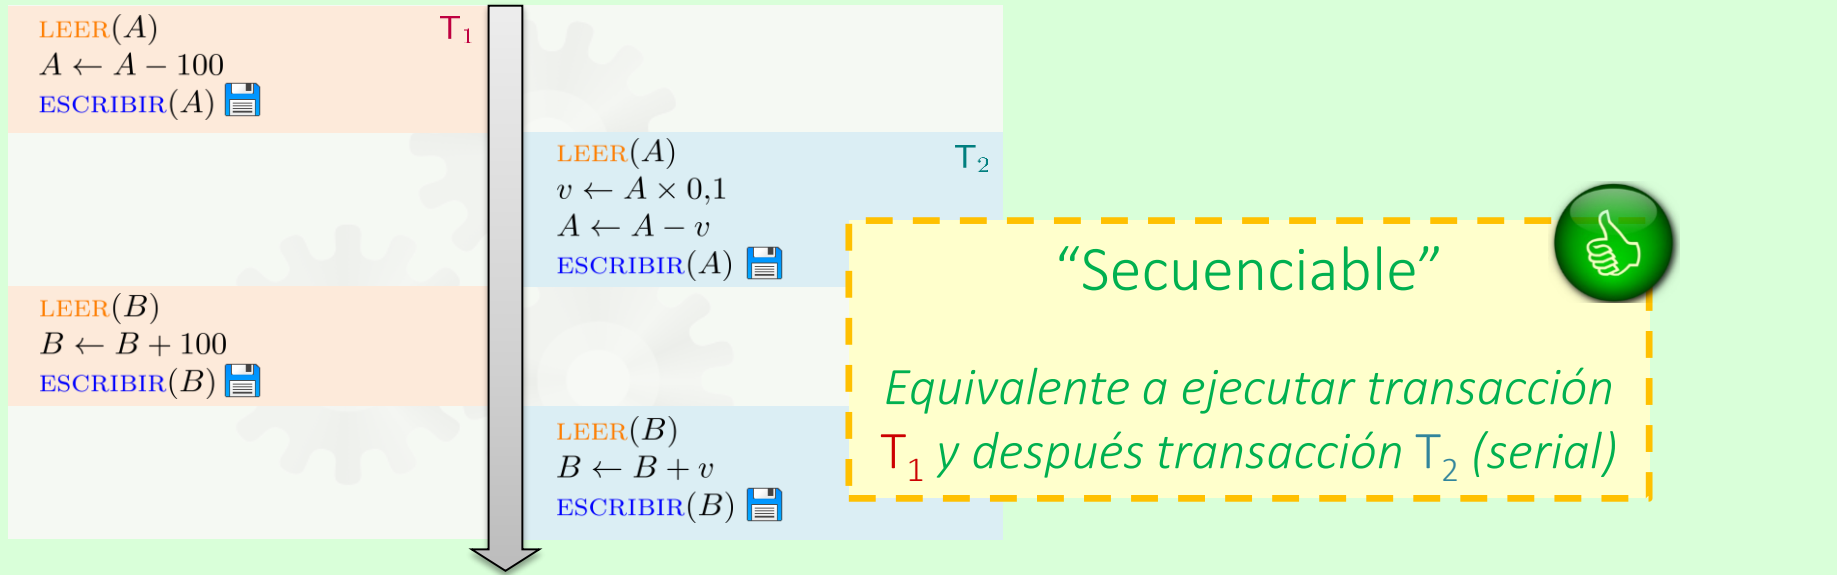 LEER(A)
A ← A − 100
ESCRIBIR(A)
T₁
LEER(A)
v ← A × 0,1
A ← A − v
ESCRIBIR(A)
T₂
LEER(B)
B ← B + 100
ESCRIBIR(B)
LEER(B)
B ← B + v
ESCRIBIR(B)
“Secuenciable”
Equivalente a ejecutar transacción
T₁ y después transacción T₂ (serial)